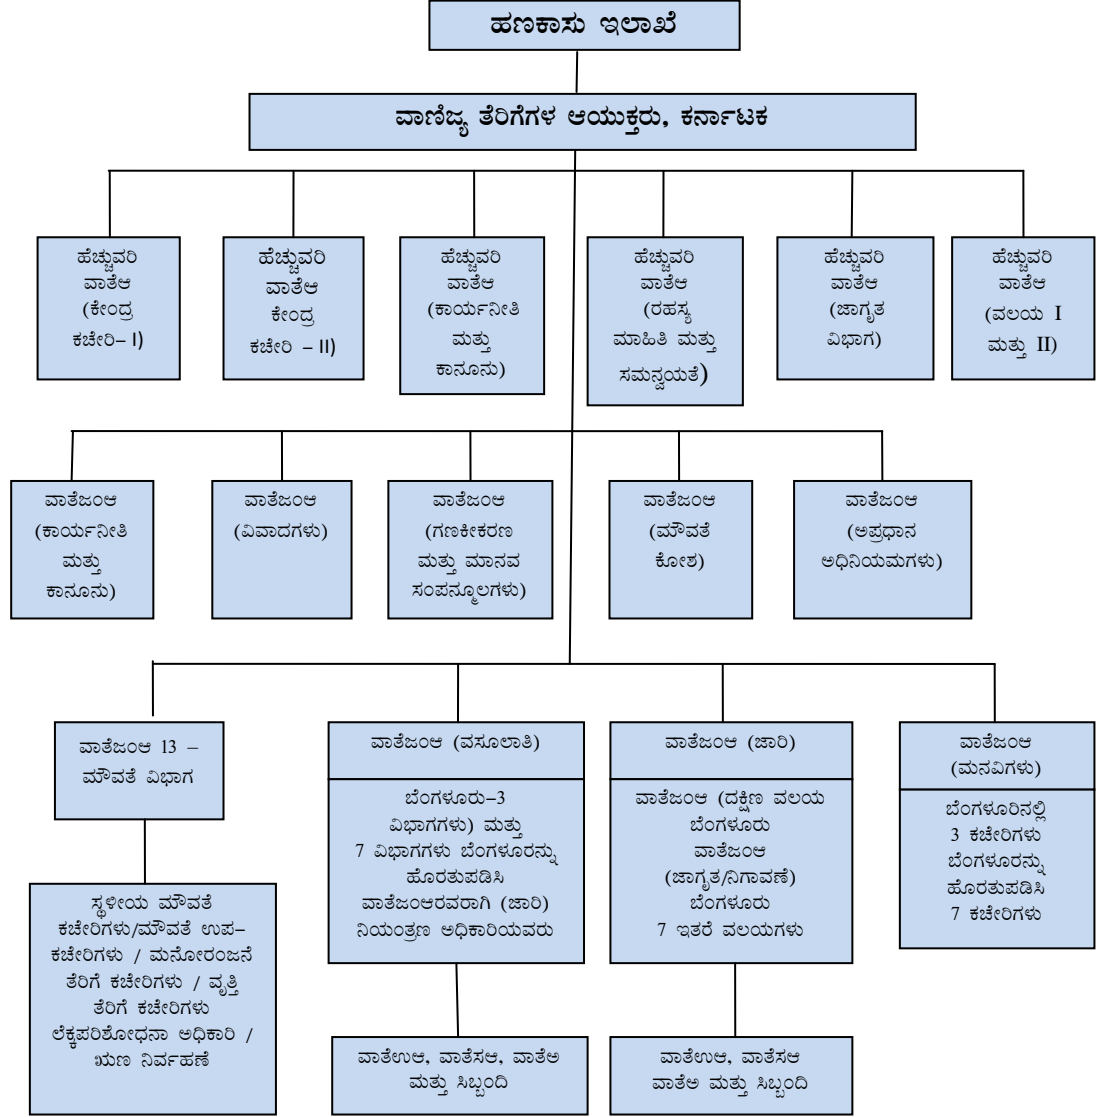 ಹಣಕಾಸು ಇಲಾಖೆ
ವಾಣಿಜ್ಯ ತೆರಿಗೆಗಳ ಆಯುಕ್ತರು, ಕರ್ನಾಟಕ
ಹೆಚ್ಚುವರಿ
ವಾತೆಆ
(ಕೇಂದ್ರ
ಕಚೇರಿ– I)
ಹೆಚ್ಚುವರಿ
ವಾತೆಆ
ಕೇಂದ್ರ
ಕಚೇರಿ – II)
ಹೆಚ್ಚುವರಿ
ವಾತೆಆ
(ಕಾರ್ಯನೀತಿ
ಮತ್ತು
ಕಾನೂನು)
ಹೆಚ್ಚುವರಿ
ವಾತೆಆ
(ರಹಸ್ಯ
ಮಾಹಿತಿ ಮತ್ತು
ಸಮನ್ವಯತೆ)
ಹೆಚ್ಚುವರಿ
ವಾತೆಆ
(ಜಾಗೃತ
ವಿಭಾಗ)
ಹೆಚ್ಚುವರಿ
ವಾತೆಆ
(ವಲಯ I
ಮತ್ತು II)
ವಾತೆಜಂಆ
(ಕಾರ್ಯನೀತಿ
ಮತ್ತು
ಕಾನೂನು)
ವಾತೆಜಂಆ
(ವಿವಾದಗಳು)
ವಾತೆಜಂಆ
(ಗಣಕೀಕರಣ
ಮತ್ತು ಮಾನವ
ಸಂಪನ್ಮೂಲಗಳು)
ವಾತೆಜಂಆ
(ಮೌವತೆ
ಕೋಶ)
ವಾತೆಜಂಆ
(ಅಪ್ರಧಾನ
ಅಧಿನಿಯಮಗಳು)
ವಾತೆಜಂಆ 13 –
ಮೌವತೆ ವಿಭಾಗ
ಸ್ಥಳೀಯ ಮೌವತೆ
ಕಚೇರಿಗಳು/ಮೌವತೆ ಉಪ–
ಕಚೇರಿಗಳು / ಮನೋರಂಜನೆ
ತೆರಿಗೆ ಕಚೇರಿಗಳು / ವೃತ್ತಿ
ತೆರಿಗೆ ಕಚೇರಿಗಳು
ಲೆಕ್ಕಪರಿಶೋಧನಾ ಅಧಿಕಾರಿ /
ಋಣ ನಿರ್ವಹಣೆ
ವಾತೆಜಂಆ (ವಸೂಲಾತಿ)
ಬೆಂಗಳೂರು–3
ವಿಭಾಗಗಳು) ಮತ್ತು
7 ವಿಭಾಗಗಳು ಬೆಂಗಳೂರನ್ನು
ಹೊರತುಪಡಿಸಿ
ವಾತೆಜಂಆರವರಾಗಿ (ಜಾರಿ)
ನಿಯಂತ್ರಣ ಅಧಿಕಾರಿಯವರು
ವಾತೆಉಆ, ವಾತೆಸಆ, ವಾತೆಅ
ಮತ್ತು ಸಿಬ್ಬಂದಿ
ವಾತೆಜಂಆ (ಜಾರಿ)
ವಾತೆಜಂಆ (ದಕ್ಷಿಣ ವಲಯ
ಬೆಂಗಳೂರು
ವಾತೆಜಂಆ
(ಜಾಗೃತ/ನಿಗಾವಣೆ)
ಬೆಂಗಳೂರು
7 ಇತರೆ ವಲಯಗಳು
ವಾತೆಉಆ, ವಾತೆಸಆ
ವಾತೆಅ ಮತ್ತು ಸಿಬ್ಬಂದಿ
ವಾತೆಜಂಆ
(ಮನವಿಗಳು)
ಬೆಂಗಳೂರಿನಲ್ಲಿ
3 ಕಚೇರಿಗಳು
ಬೆಂಗಳೂರನ್ನು
ಹೊರತುಪಡಿಸಿ
7 ಕಚೇರಿಗಳು